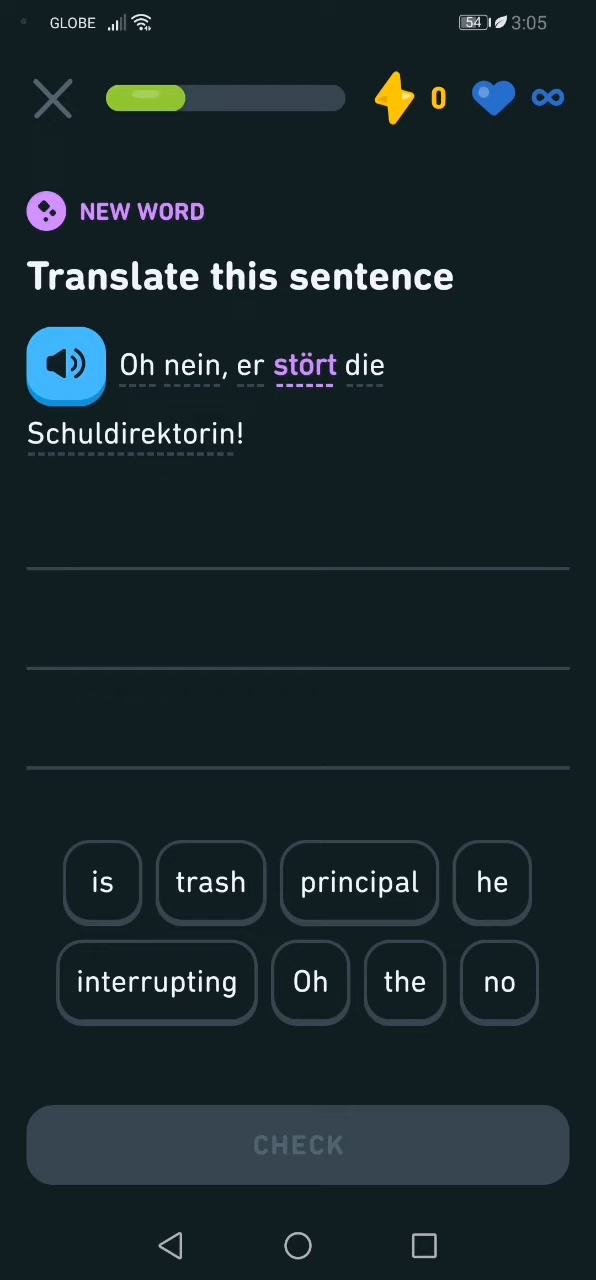 GLOBE 54 3:05
0 ∞
NEW WORD
Translate this sentence
Oh nein, er stört die
Schuldirektorin!
is trash principal he
interrupting Oh the no
CHECK